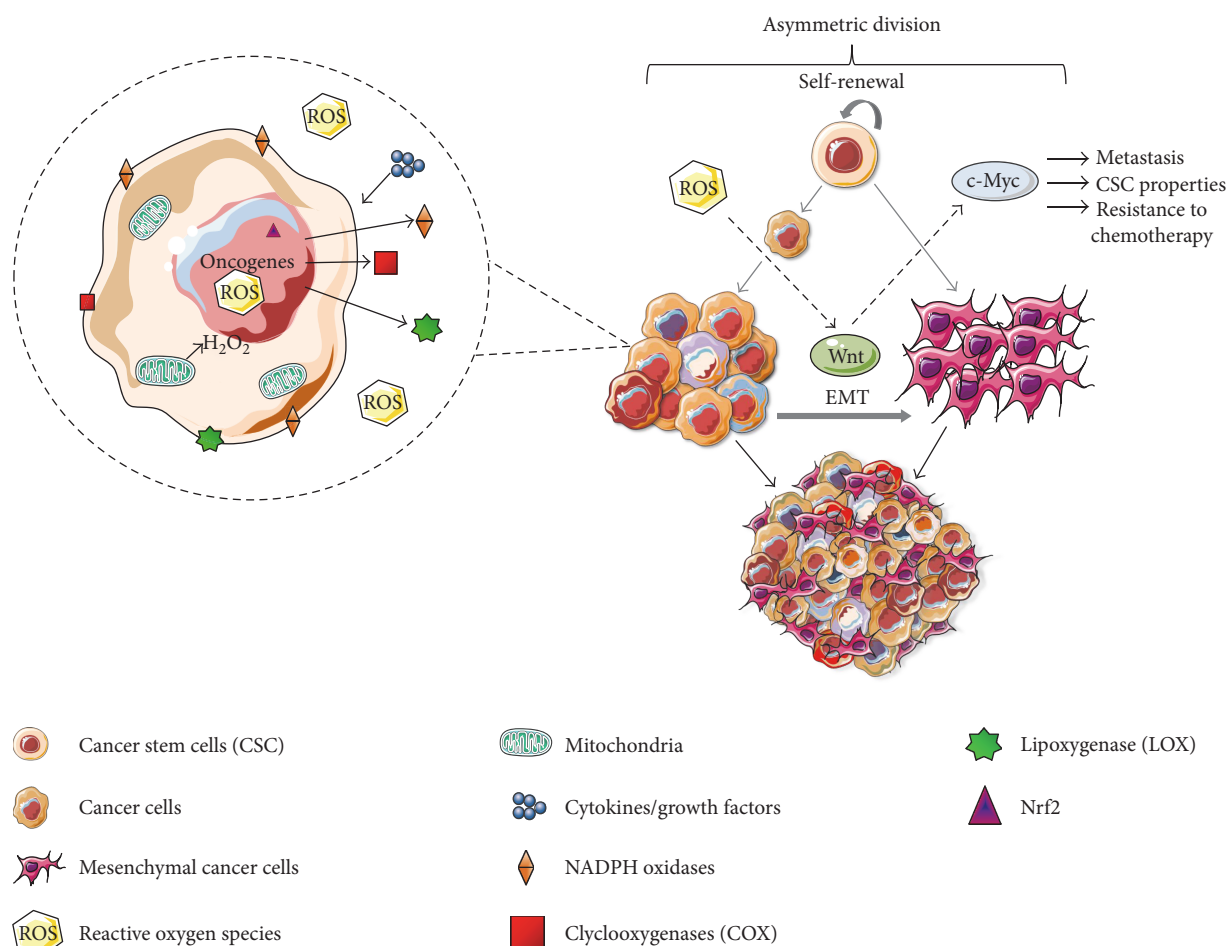 Asymmetric division
Self-renewal
ROS
ROS
c-Myc
Metastasis
CSC properties
Resistance to
chemotherapy
Oncogenes
ROS
H₂O₂
ROS
Wnt
EMT
Cancer stem cells (CSC)
Mitochondria
Lipoxygenase (LOX)
Cancer cells
Cytokines/growth factors
Nrf2
Mesenchymal cancer cells
NADPH oxidases
ROS
Reactive oxygen species
Clyclooxygenases (COX)